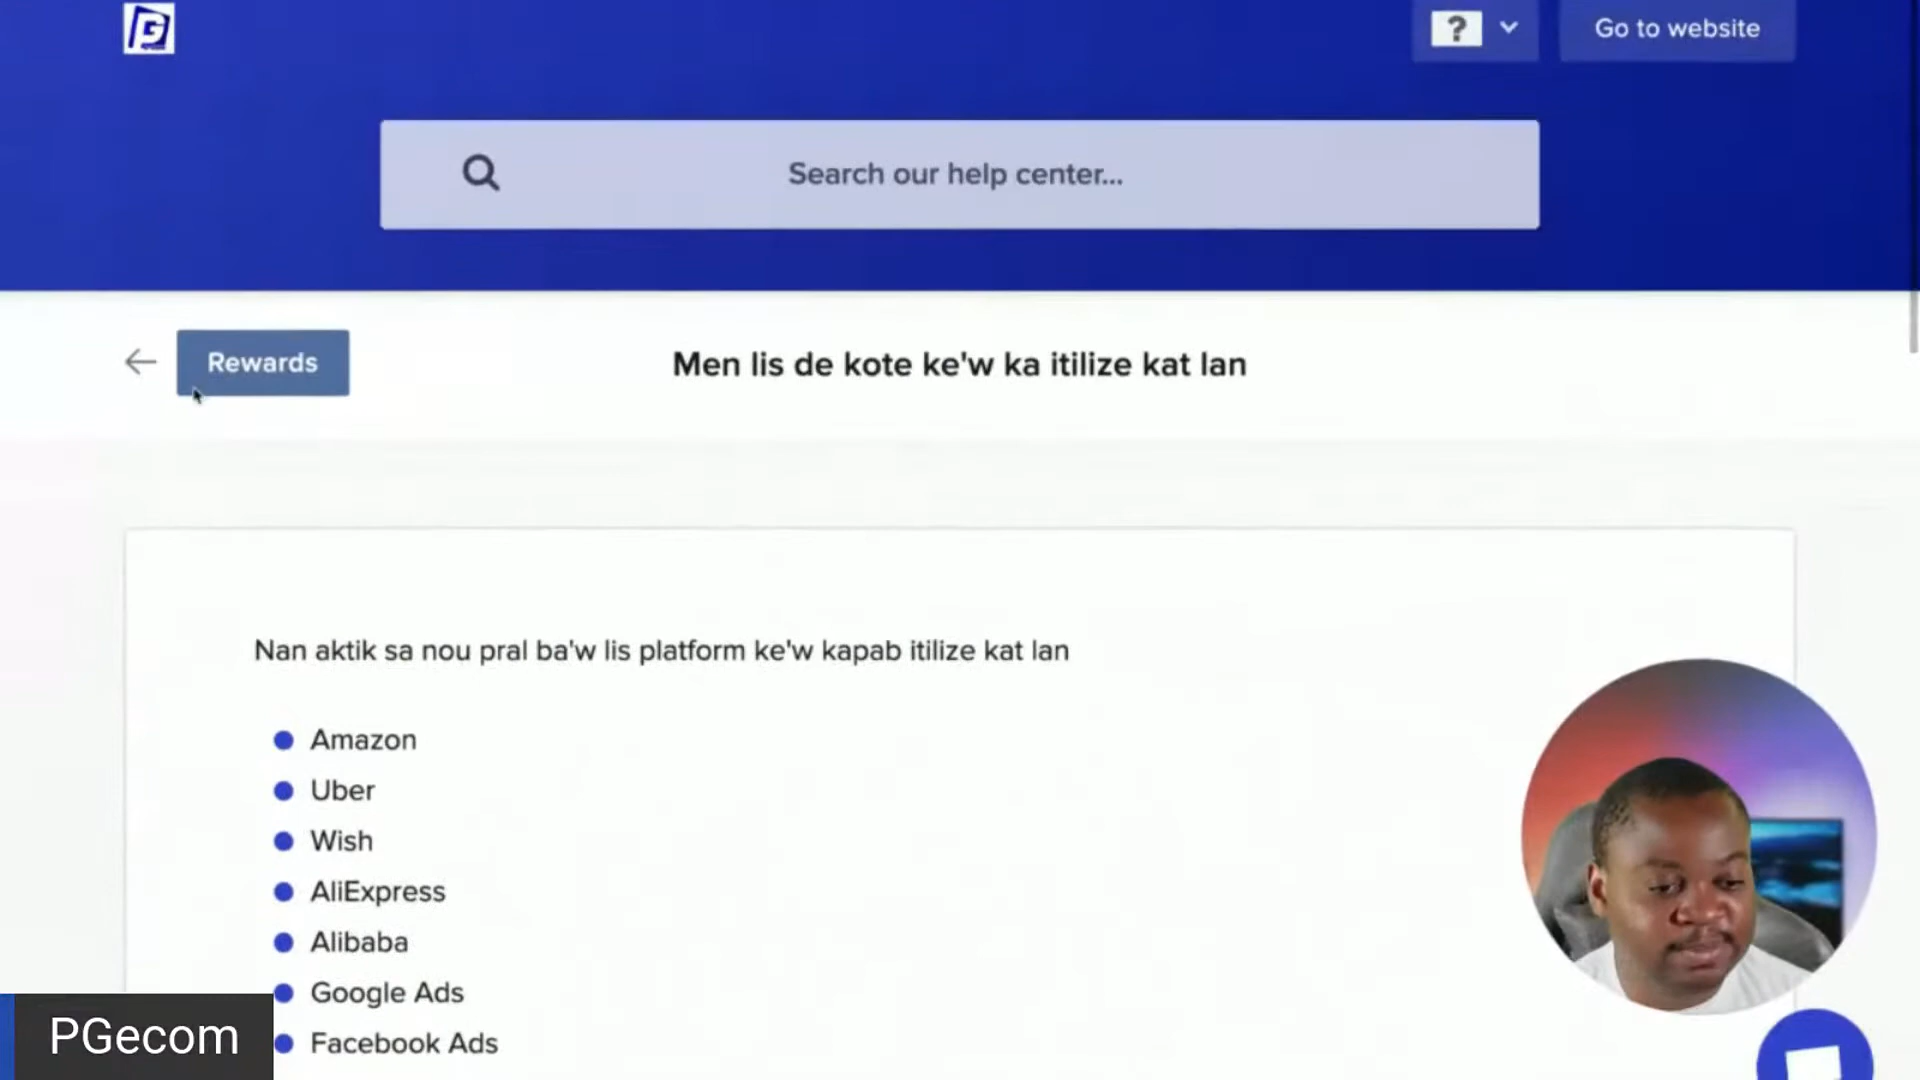 ?
Go to website
Search our help center...
Rewards
Men lis de kote ke'w ka itilize kat lan
Nan aktik sa nou pral ba'w lis platform ke'w kapab itilize kat lan
Amazon
Uber
Wish
AliExpress
Alibaba
Google Ads
Facebook Ads
PGecom